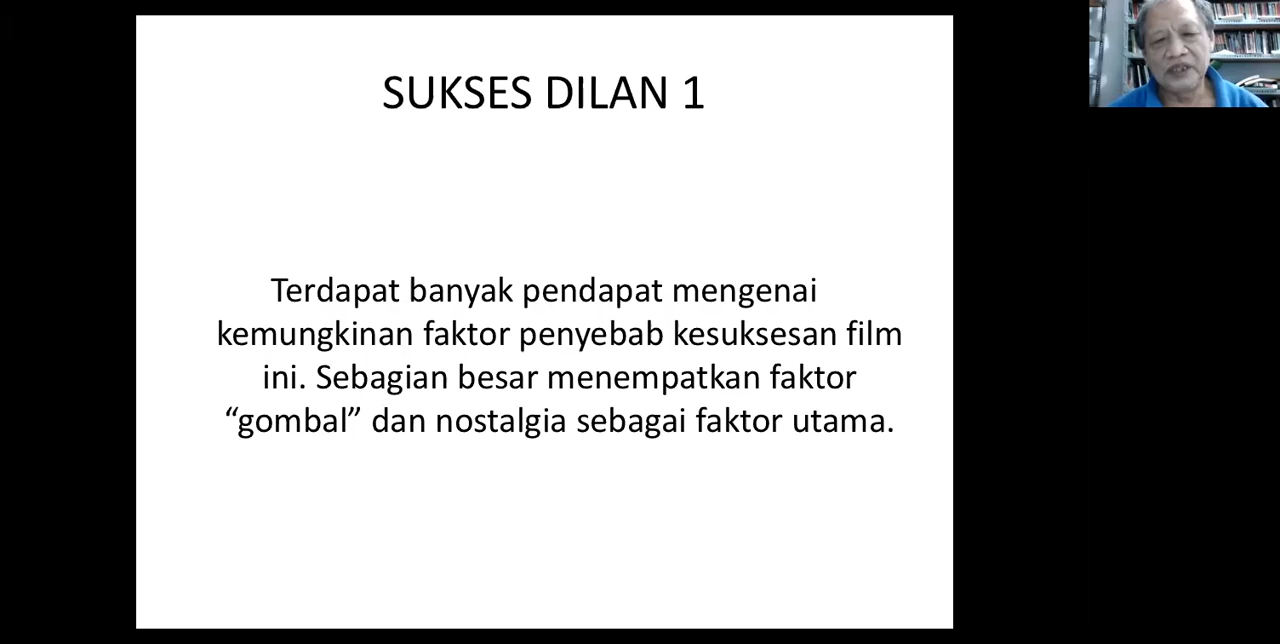 SUKSES DILAN 1
Terdapat banyak pendapat mengenai
kemungkinan faktor penyebab kesuksesan film
ini. Sebagian besar menempatkan faktor
“gombal” dan nostalgia sebagai faktor utama.